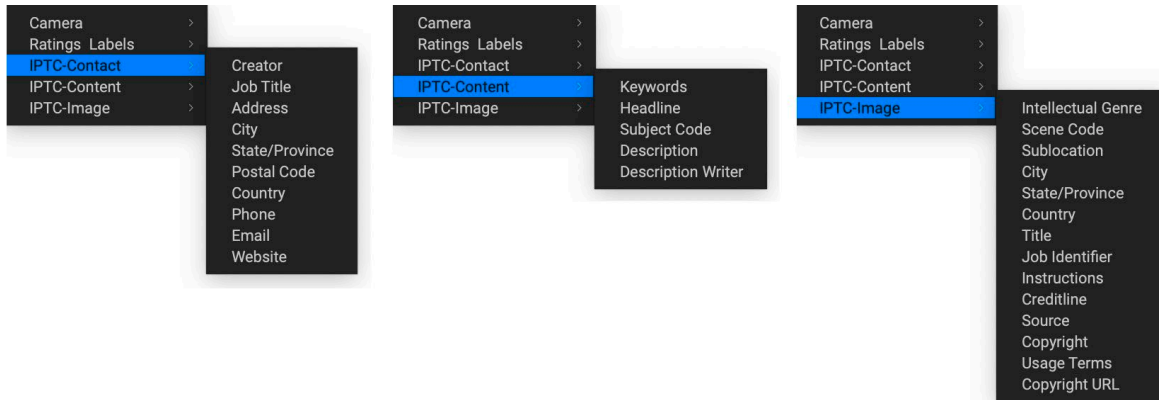 Camera
Ratings Labels
IPTC-Contact
IPTC-Content
IPTC-Image
Creator
Job Title
Address
City
State/Province
Postal Code
Country
Phone
Email
Website
Camera
Ratings Labels
IPTC-Contact
IPTC-Content
IPTC-Image
Keywords
Headline
Subject Code
Description
Description Writer
Camera
Ratings Labels
IPTC-Contact
IPTC-Content
IPTC-Image
Intellectual Genre
Scene Code
Sublocation
City
State/Province
Country
Title
Job Identifier
Instructions
Creditline
Source
Copyright
Usage Terms
Copyright URL